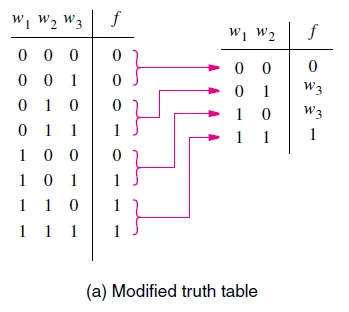 w1 w2 w3 f
0 0 0 0
0 0 1 0
0 1 0 0
0 1 1 1
1 0 0 0
1 0 1 1
1 1 0 1
1 1 1 1
w1 w2 f
0 0 0
0 1 w3
1 0 w3
1 1 1
(a) Modified truth table